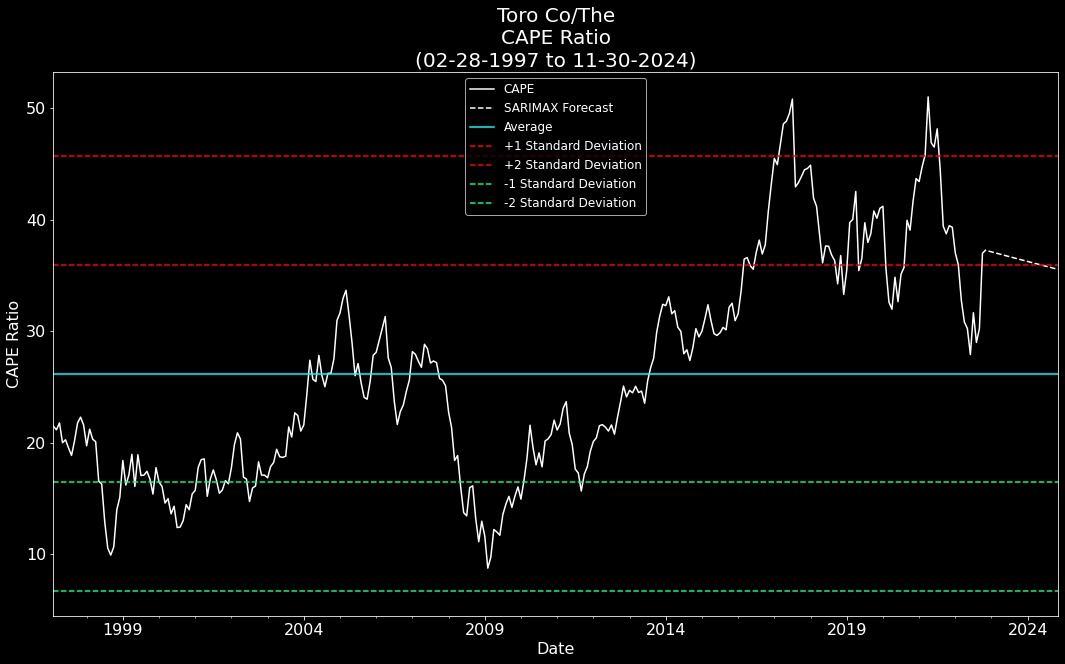 Toro Co/The
CAPE Ratio
(02-28-1997 to 11-30-2024)
CAPE
SARIMAX Forecast
Average
+1 Standard Deviation
+2 Standard Deviation
-1 Standard Deviation
-2 Standard Deviation
50
40
30
20
10
CAPE Ratio
1999 2004 2009 2014 2019 2024
Date